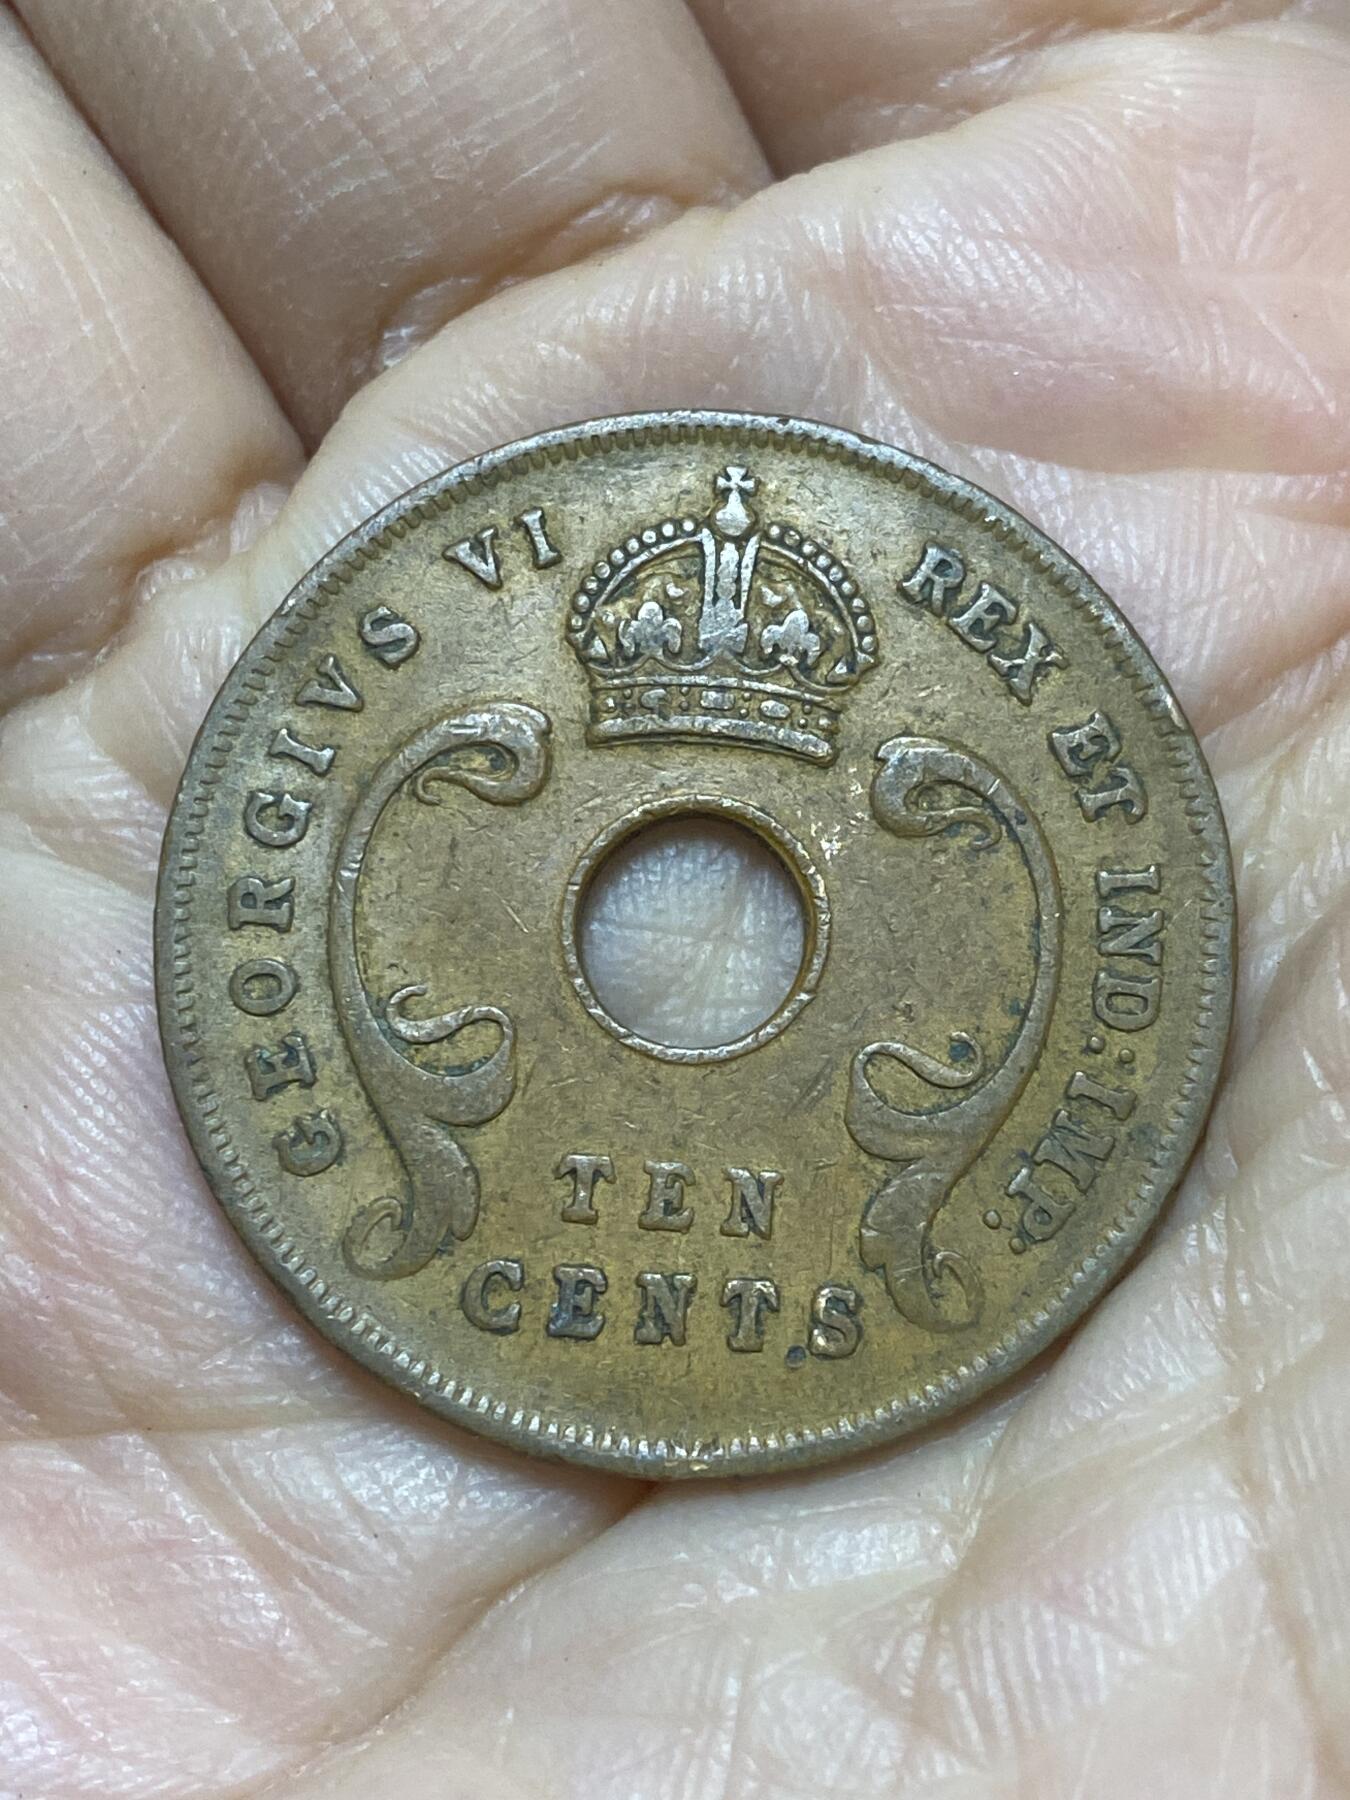 GEORGIVS VI REX ET IND: IMP:
TEN
CENTS